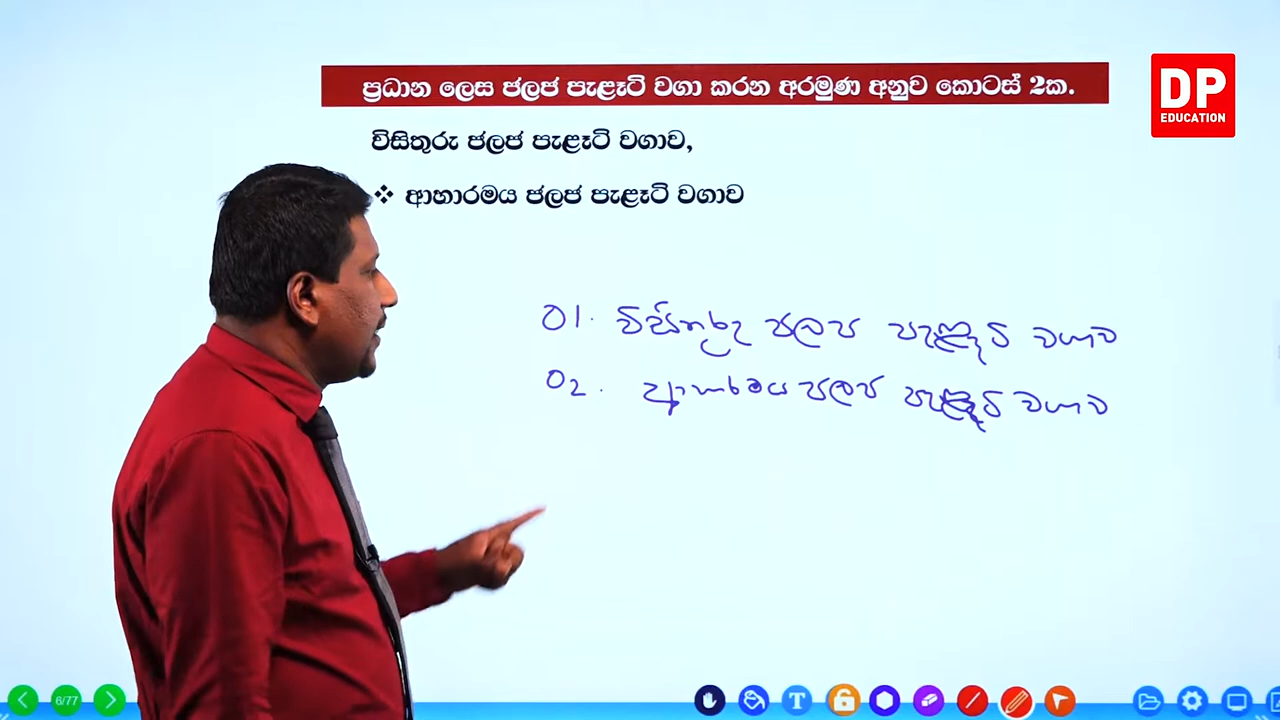 ප්‍රධාන ලෙස ජලජ පැළෑටි වගා කරන අරමුණ අනුව කොටස් 2ක.
DP
EDUCATION
විසිතුරු ජලජ පැළෑටි වගාව,
❖ ආහාරමය ජලජ පැළෑටි වගාව
01. විසිතුරු ජලජ පැළෑටි වගාව
02. ආහාරමය ජලජ පැළෑටි වගාව
6/77
T